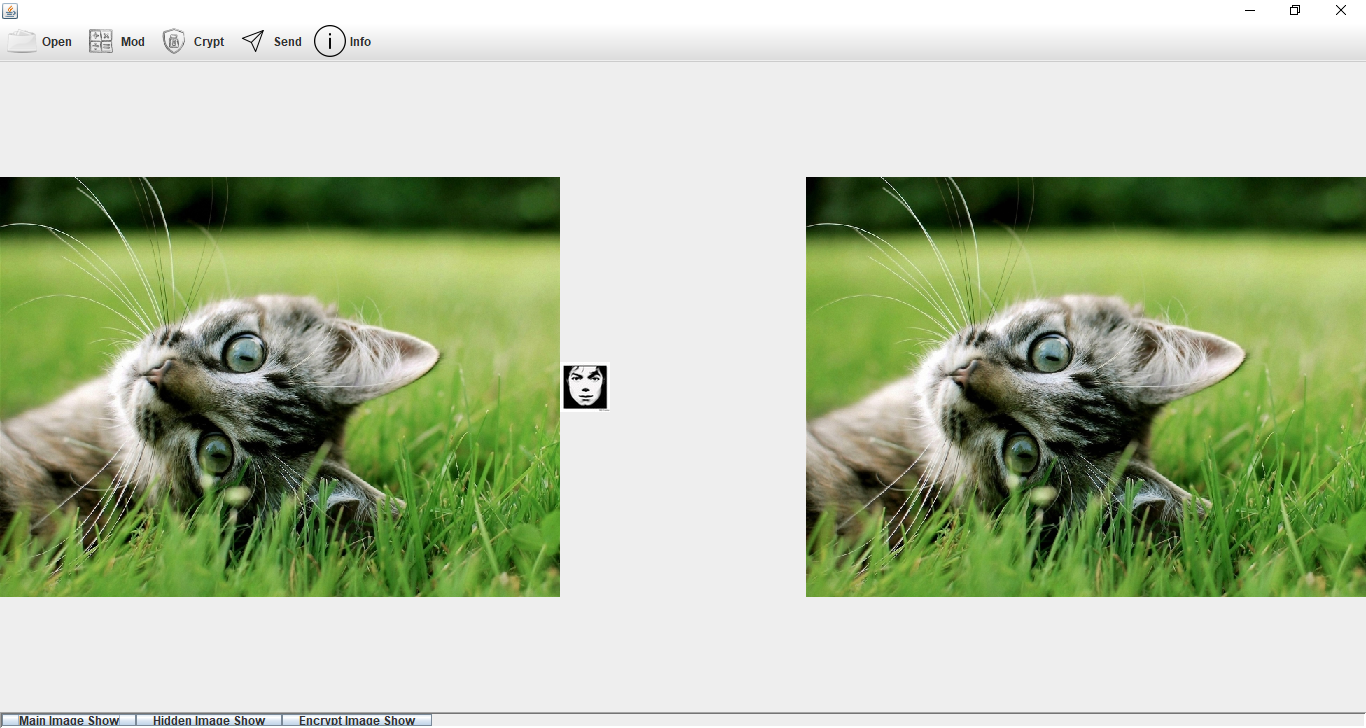 Open Mod Crypt Send Info
Main Image Show Hidden Image Show Encrypt Image Show